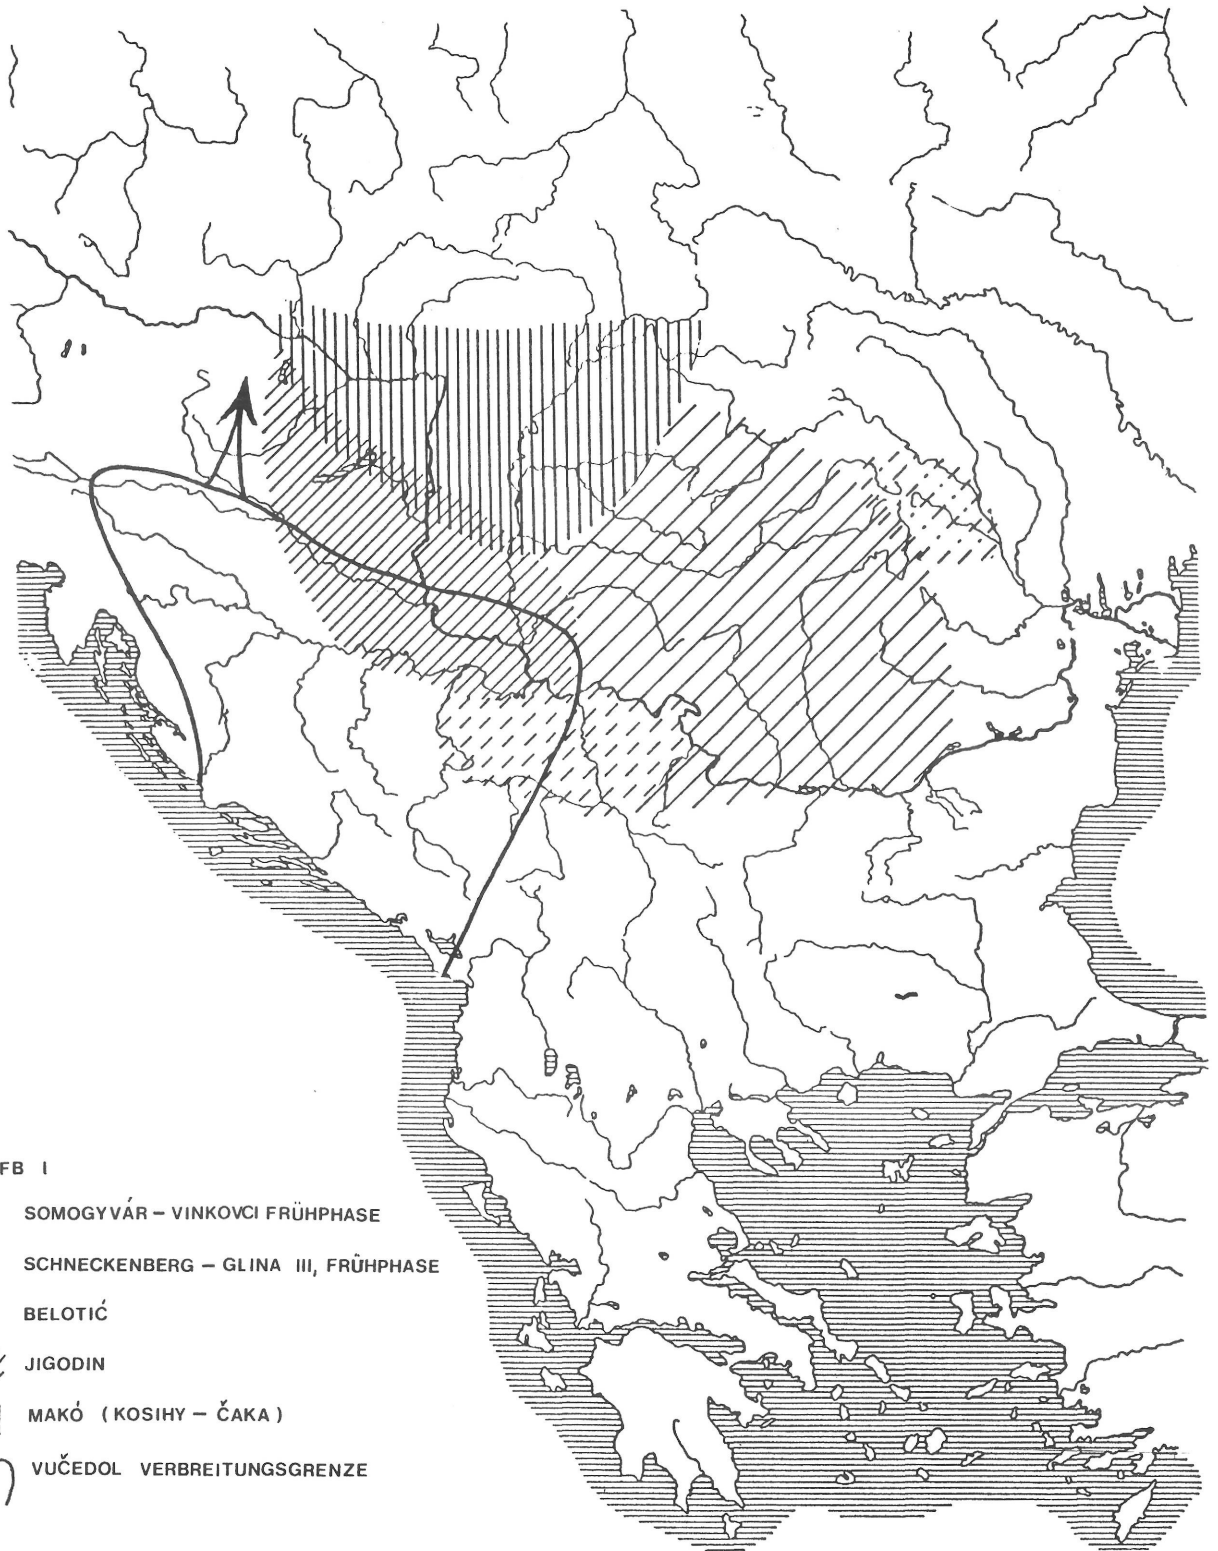 FB I
SOMOGYVÁR – VINKOVCI FRÜHPHASE
SCHNECKENBERG – GLINA III, FRÜHPHASE
BELOTIĆ
JIGODIN
MAKÓ ( KOSIHY – ČAKA )
VUČEDOL VERBREITUNGSGRENZE